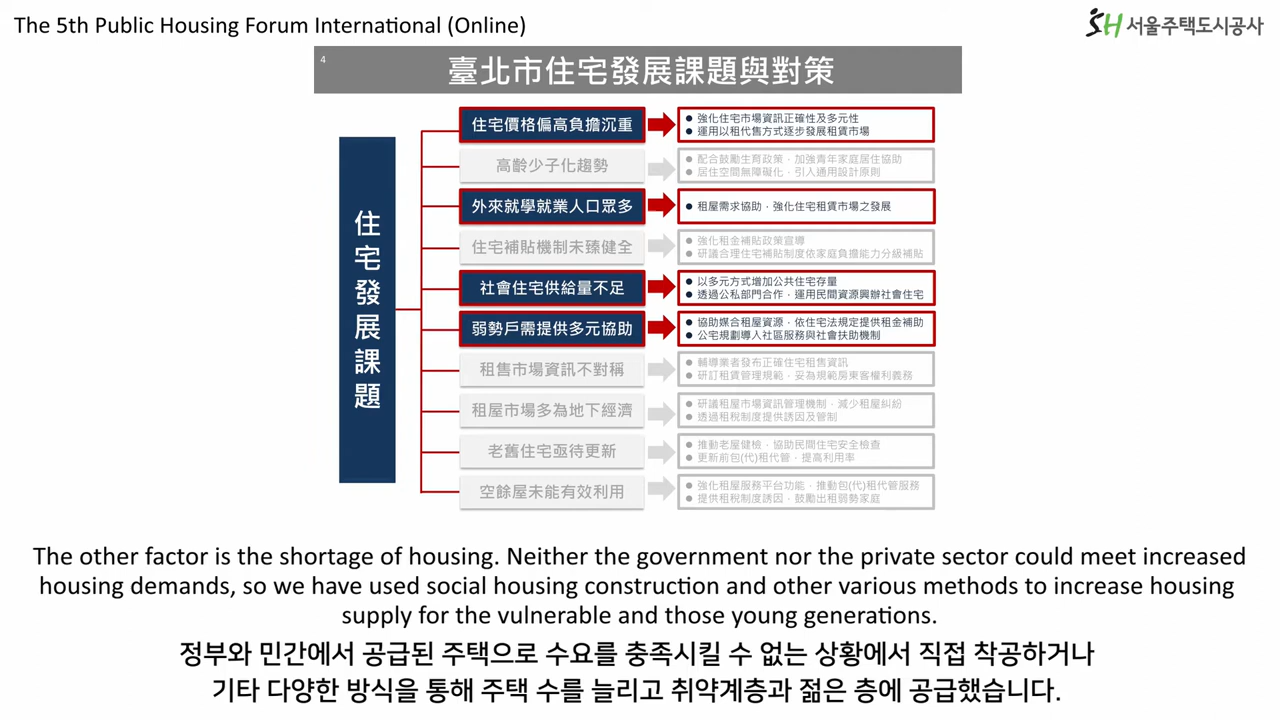 The 5th Public Housing Forum International (Online)
SH 서울주택도시공사
4
臺北市住宅發展課題與對策
住宅發展課題
住宅價格偏高負擔沉重
● 強化住宅市場資訊正確性及多元性
● 運用以租代售方式逐步發展租賃市場
高齡少子化趨勢
● 配合鼓勵生育政策，加強青年家庭居住協助
● 居住空間無障礙化，引入通用設計原則
外來就學就業人口眾多
● 租屋需求協助，強化住宅租賃市場之發展
住宅補貼機制未臻健全
● 強化租金補貼政策宣導
● 研議合理住宅補貼制度依家庭負擔能力分級補貼
社會住宅供給量不足
● 以多元方式增加公共住宅存量
● 透過公私部門合作，運用民間資源興辦社會住宅
弱勢戶需提供多元協助
● 協助媒合租屋資源，依住宅法規定提供租金補助
● 公宅規劃導入社區服務與社會扶助機制
租售市場資訊不對稱
● 輔導業者發布正確住宅租售資訊
● 研訂租賃管理規範，妥為規範房東客權利義務
租屋市場多為地下經濟
● 研議租屋市場資訊管理機制，減少租屋糾紛
● 透過租稅制度提供誘因及管制
老舊住宅亟待更新
● 推動老屋健檢，協助民間住宅安全檢查
● 更新前包(代)租代管，提高利用率
空餘屋未能有效利用
● 強化租屋服務平台功能，推動包(代)租代管服務
● 提供租稅制度誘因，鼓勵出租弱勢家庭
The other factor is the shortage of housing. Neither the government nor the private sector could meet increased
housing demands, so we have used social housing construction and other various methods to increase housing
supply for the vulnerable and those young generations.
정부와 민간에서 공급된 주택으로 수요를 충족시킬 수 없는 상황에서 직접 착공하거나
기타 다양한 방식을 통해 주택 수를 늘리고 취약계층과 젊은 층에 공급했습니다.